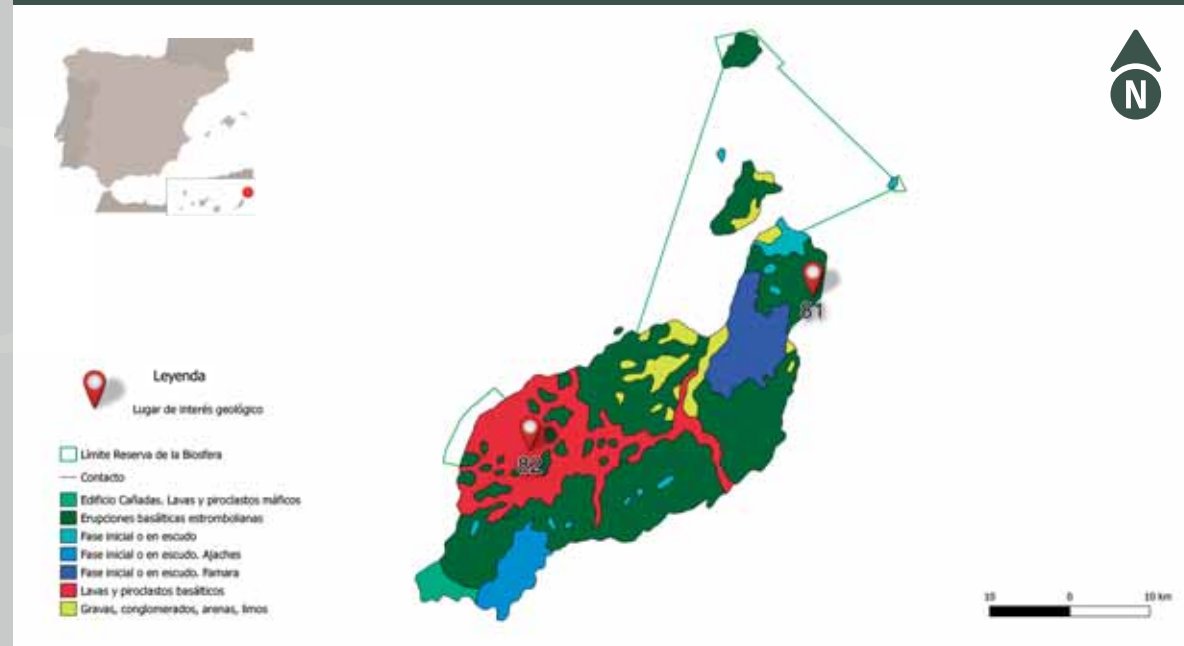 N
81
82
Leyenda
Lugar de interés geológico
Límite Reserva de la Biosfera
Contacto
Edificio Cañadas. Lavas y piroclastos máficos
Erupciones basálticas estrombolianas
Fase inicial o en escudo
Fase inicial o en escudo. Ajaches
Fase inicial o en escudo. Famara
Lavas y piroclastos basálticos
Gravas, conglomerados, arenas, limos
10 0 10 km